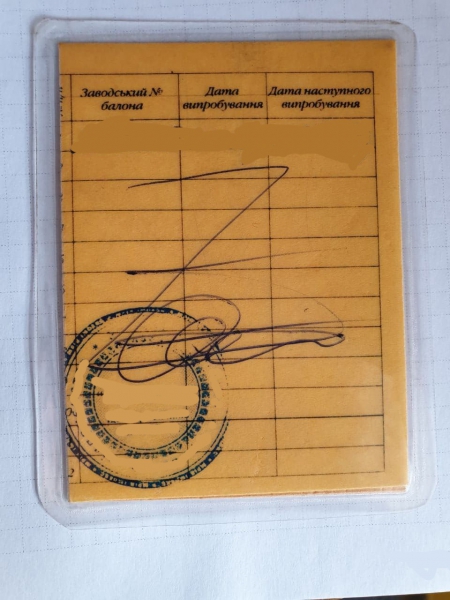 Заводський №
балона
Дата
випробування
Дата наступного
випробування